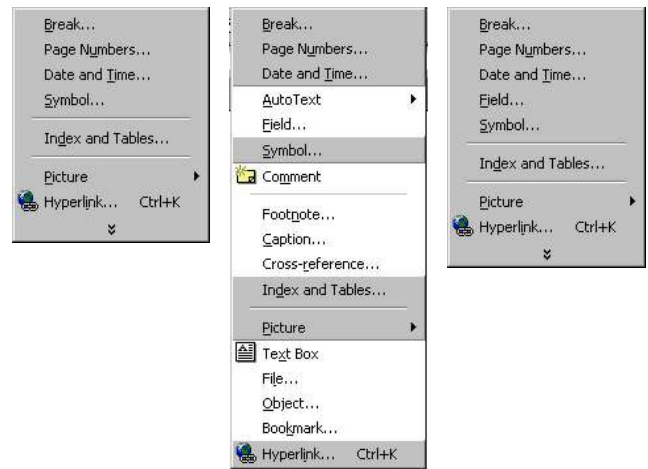 Break...
Page Numbers...
Date and Time...
Symbol...
Index and Tables...
Picture
Hyperlink... Ctrl+K
Break...
Page Numbers...
Date and Time...
AutoText
Field...
Symbol...
Comment
Footnote...
Caption...
Cross-reference...
Index and Tables...
Picture
Text Box
File...
Object...
Bookmark...
Hyperlink... Ctrl+K
Break...
Page Numbers...
Date and Time...
Field...
Symbol...
Index and Tables...
Picture
Hyperlink... Ctrl+K